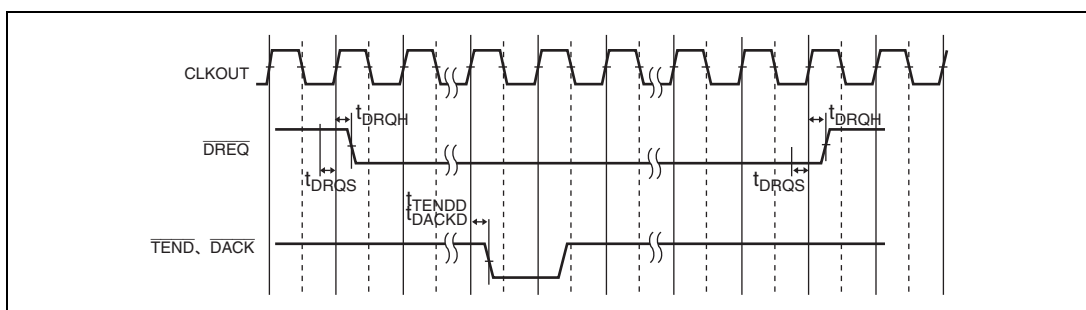 CLKOUT
tDRQH
tDRQH
DREQ
tDRQS
tDRQS
tTENDD
tDACKD
TEND、DACK